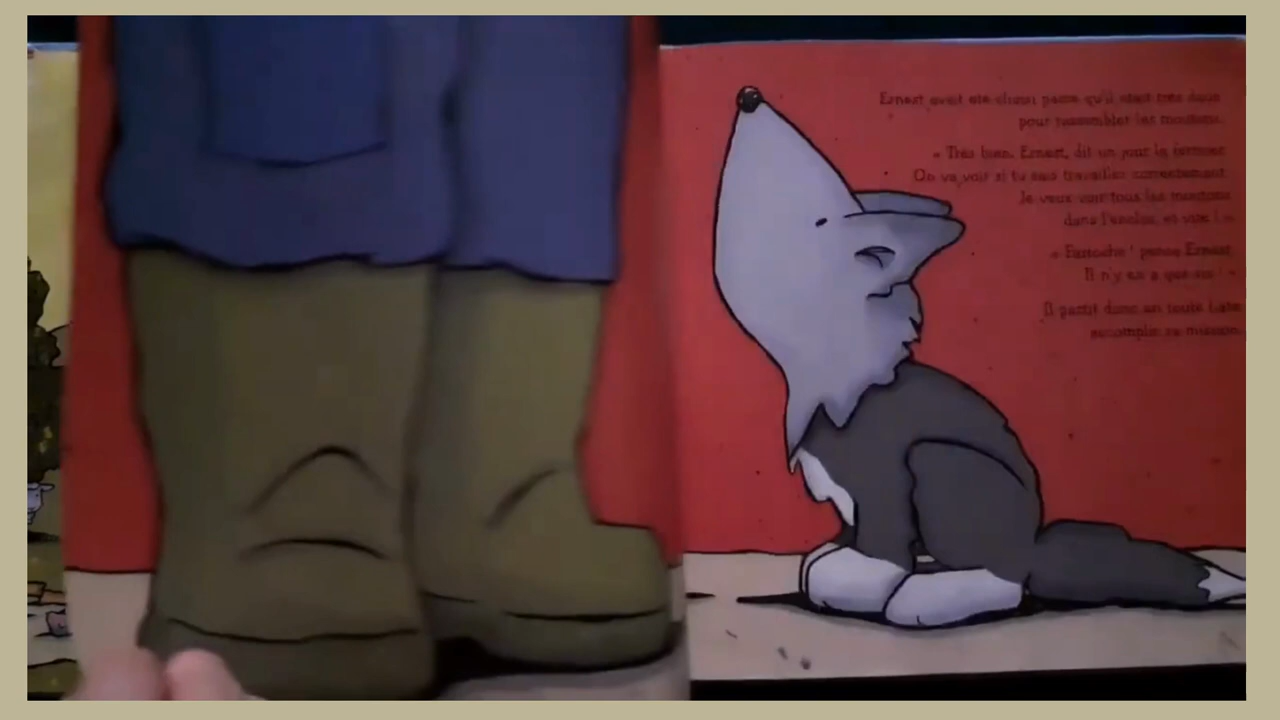 Ernest avait été choisi parce qu'il était très doué
pour rassembler les moutons.
« Très bien, Ernest, dit un jour le fermier.
On va voir si tu sais travailler correctement.
Je veux voir tous les moutons
dans l'enclos, et vite ! »
« Fastoche ! pensa Ernest.
Il n'y en a que six ! »
Il partit donc en toute hâte
accomplir sa mission.